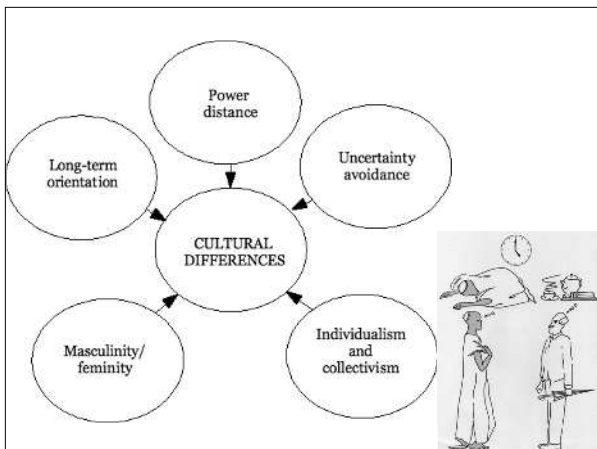 Power
distance
Long-term
orientation
Uncertainty
avoidance
CULTURAL
DIFFERENCES
Masculinity/
feminity
Individualism
and
collectivism